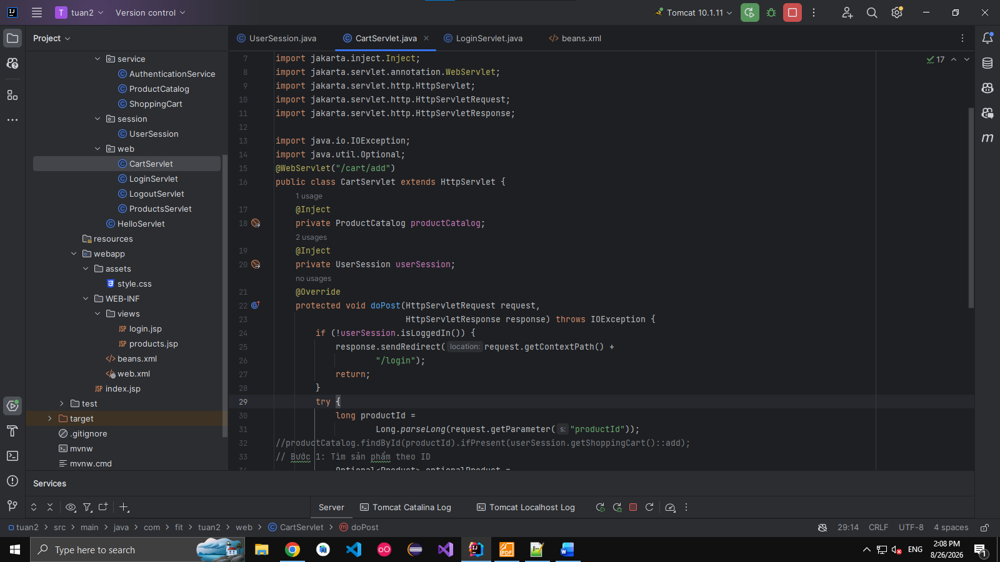 T tuan2 Version control Tomcat 10.1.11
Project
UserSession.java CartServlet.java LoginServlet.java beans.xml
service
AuthenticationService
ProductCatalog
ShoppingCart
session
UserSession
web
CartServlet
LoginServlet
LogoutServlet
ProductsServlet
HelloServlet
resources
webapp
assets
style.css
WEB-INF
views
JSP login.jsp
JSP products.jsp
beans.xml
web.xml
JSP index.jsp
test
target
.gitignore
mvnw
mvnw.cmd
17
7 import jakarta.inject.Inject;
8 import jakarta.servlet.annotation.WebServlet;
9 import jakarta.servlet.http.HttpServlet;
10 import jakarta.servlet.http.HttpServletRequest;
11 import jakarta.servlet.http.HttpServletResponse;
12
13 import java.io.IOException;
14 import java.util.Optional;
15 @WebServlet("/cart/add")
16 public class CartServlet extends HttpServlet {
1 usage
17 @Inject
18 private ProductCatalog productCatalog;
2 usages
19 @Inject
20 private UserSession userSession;
no usages
21 @Override
22 protected void doPost(HttpServletRequest request,
23 HttpServletResponse response) throws IOException {
24 if (!userSession.isLoggedIn()) {
25 response.sendRedirect( location: request.getContextPath() +
26 "/login");
27 return;
28 }
29 try {
30 long productId =
31 Long.parseLong(request.getParameter( s: "productId"));
32 //productCatalog.findById(productId).ifPresent(userSession.getShoppingCart()::add);
33 // Bước 1: Tìm sản phẩm theo ID
34 Optional<Product> optionalProduct =
Services
Server Tomcat Catalina Log Tomcat Localhost Log
tuan2 > src > main > java > com > fit > tuan2 > web > CartServlet > doPost
29:14 CRLF UTF-8 4 spaces
Type here to search
ENG
2:08 PM
8/26/2026
1